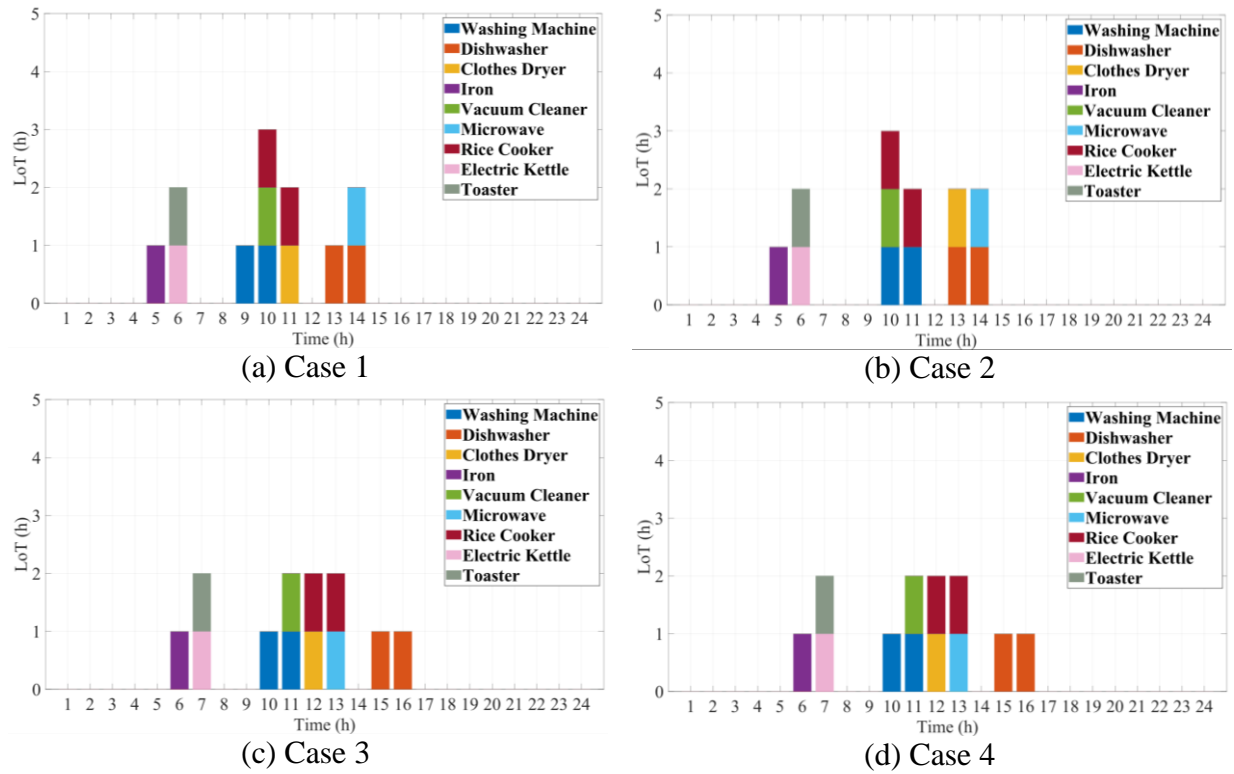 5
4
3
2
1
0
LoT (h)
Washing Machine
Dishwasher
Clothes Dryer
Iron
Vacuum Cleaner
Microwave
Rice Cooker
Electric Kettle
Toaster
1 2 3 4 5 6 7 8 9 10 11 12 13 14 15 16 17 18 19 20 21 22 23 24
Time (h)
(a) Case 1
5
4
3
2
1
0
LoT (h)
Washing Machine
Dishwasher
Clothes Dryer
Iron
Vacuum Cleaner
Microwave
Rice Cooker
Electric Kettle
Toaster
1 2 3 4 5 6 7 8 9 10 11 12 13 14 15 16 17 18 19 20 21 22 23 24
Time (h)
(b) Case 2
5
4
3
2
1
0
LoT (h)
Washing Machine
Dishwasher
Clothes Dryer
Iron
Vacuum Cleaner
Microwave
Rice Cooker
Electric Kettle
Toaster
1 2 3 4 5 6 7 8 9 10 11 12 13 14 15 16 17 18 19 20 21 22 23 24
Time (h)
(c) Case 3
5
4
3
2
1
0
LoT (h)
Washing Machine
Dishwasher
Clothes Dryer
Iron
Vacuum Cleaner
Microwave
Rice Cooker
Electric Kettle
Toaster
1 2 3 4 5 6 7 8 9 10 11 12 13 14 15 16 17 18 19 20 21 22 23 24
Time (h)
(d) Case 4